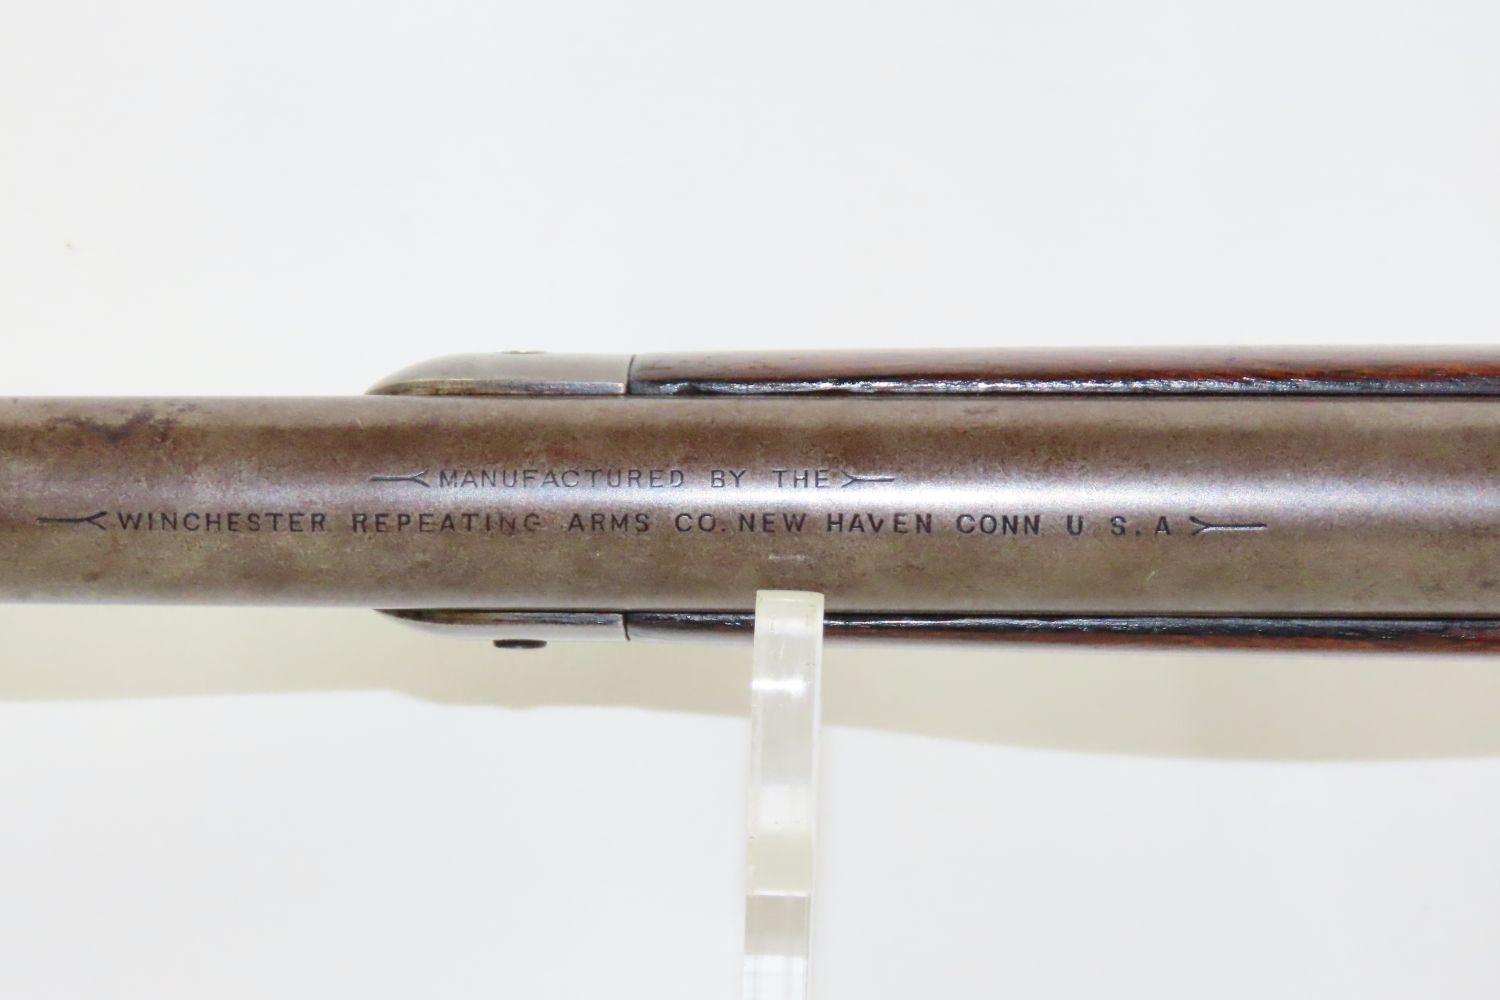 MANUFACTURED BY THE
WINCHESTER REPEATING ARMS CO. NEW HAVEN CONN U S. A